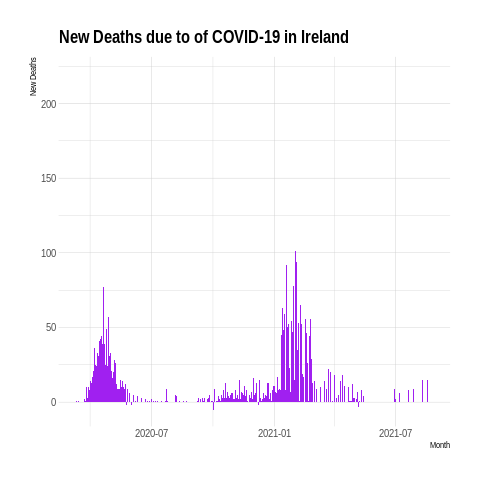 New Deaths due to of COVID-19 in Ireland
New Deaths
200
150
100
50
0
2020-07
2021-01
2021-07
Month